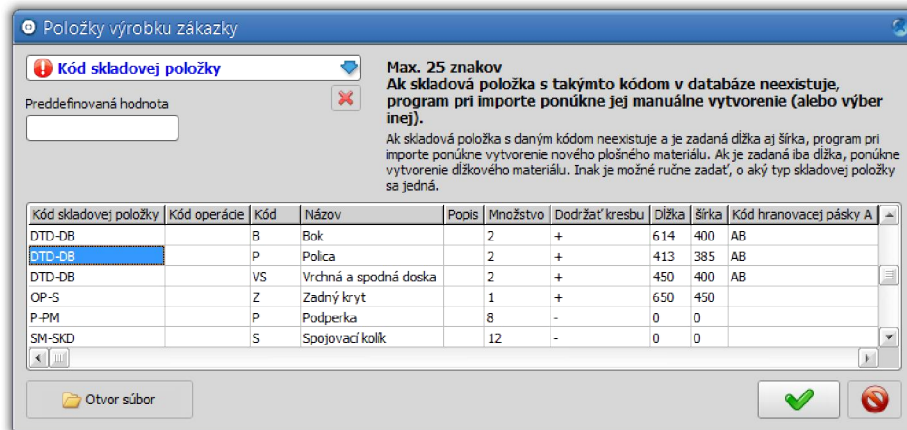 Položky výrobku zákazky
Kód skladovej položky
Preddefinovaná hodnota
Max. 25 znakov
Ak skladová položka s takýmto kódom v databáze neexistuje,
program pri importe ponúkne jej manuálne vytvorenie (alebo výber
inej).
Ak skladová položka s daným kódom neexistuje a je zadaná dĺžka aj šírka, program pri
importe ponúkne vytvorenie nového plošného materiálu. Ak je zadaná iba dĺžka, ponúkne
vytvorenie dĺžkového materiálu. Inak je možné ručne zadať, o aký typ skladovej položky
sa jedná.
Kód skladovej položky Kód operácie Kód Názov Popis Množstvo Dodržať kresbu Dĺžka šírka Kód hranovacej pásky A
DTD-DB B Bok 2 + 614 400 AB
DTD-DB P Polica 2 + 413 385 AB
DTD-DB VS Vrchná a spodná doska 2 + 450 400 AB
OP-S Z Zadný kryt 1 + 650 450
P-PM P Podperka 8 - 0 0
SM-SKD S Spojovací kolík 12 - 0 0
Otvor súbor